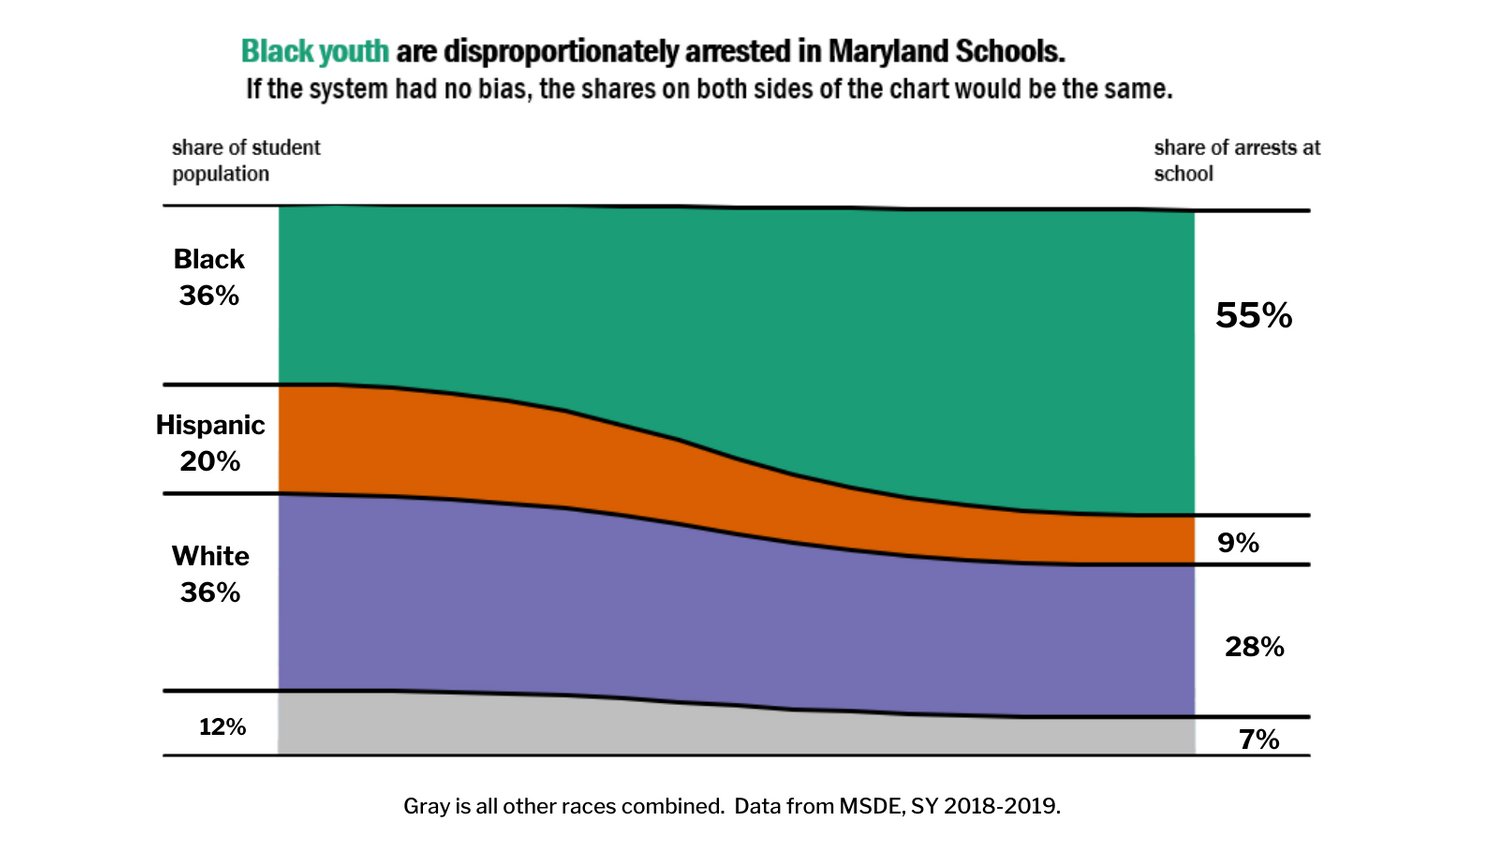 Black youth are disproportionately arrested in Maryland Schools.
If the system had no bias, the shares on both sides of the chart would be the same.
share of student
population
share of arrests at
school
Black
36%
55%
Hispanic
20%
9%
White
36%
28%
12%
7%
Gray is all other races combined.  Data from MSDE, SY 2018-2019.